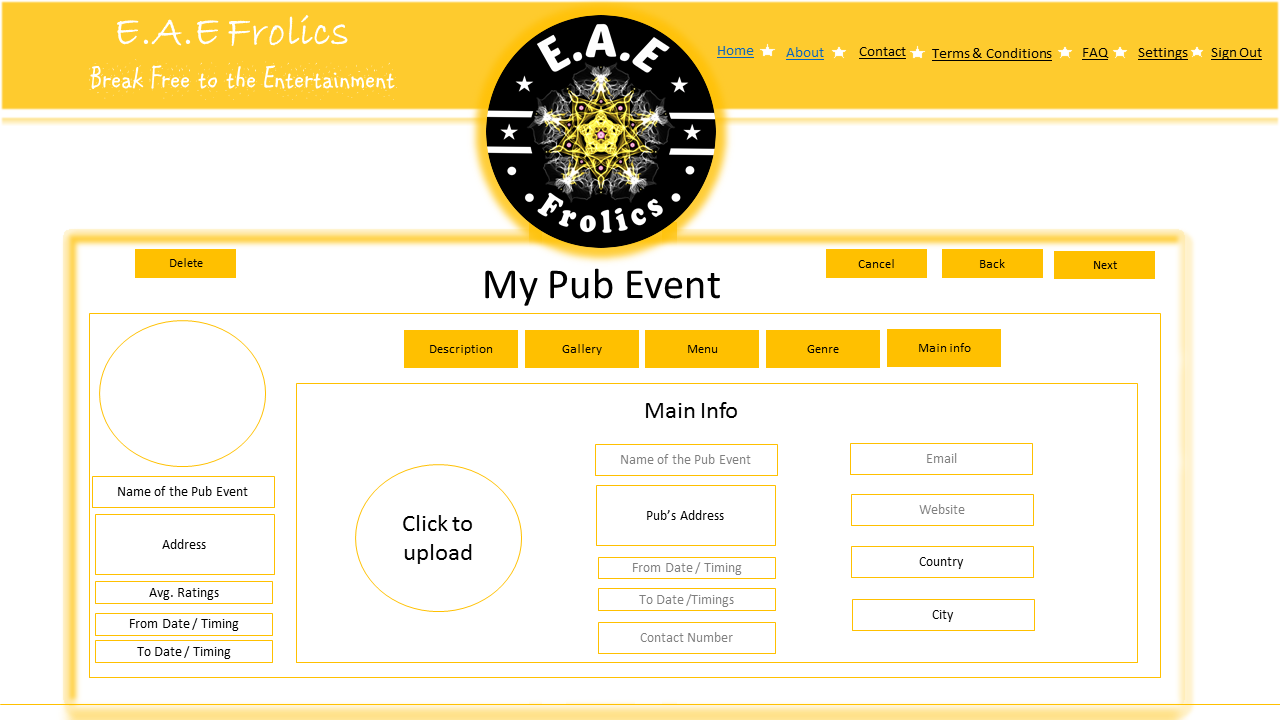 E.A.E Frolics
Break Free to the Entertainment
E.A.E
Frolics
Home
About
Contact
Terms & Conditions
FAQ
Settings
Sign Out
Delete
Cancel
Back
Next
My Pub Event
Description
Gallery
Menu
Genre
Main info
Name of the Pub Event
Address
Avg. Ratings
From Date / Timing
To Date / Timing
Main Info
Click to
upload
Name of the Pub Event
Pub's Address
From Date / Timing
To Date /Timings
Contact Number
Email
Website
Country
City